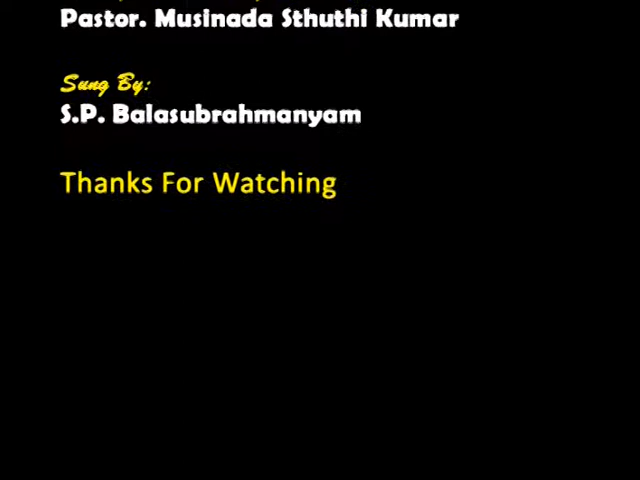 Pastor. Musinada Sthuthi Kumar
Sung By:
S.P. Balasubrahmanyam
Thanks For Watching